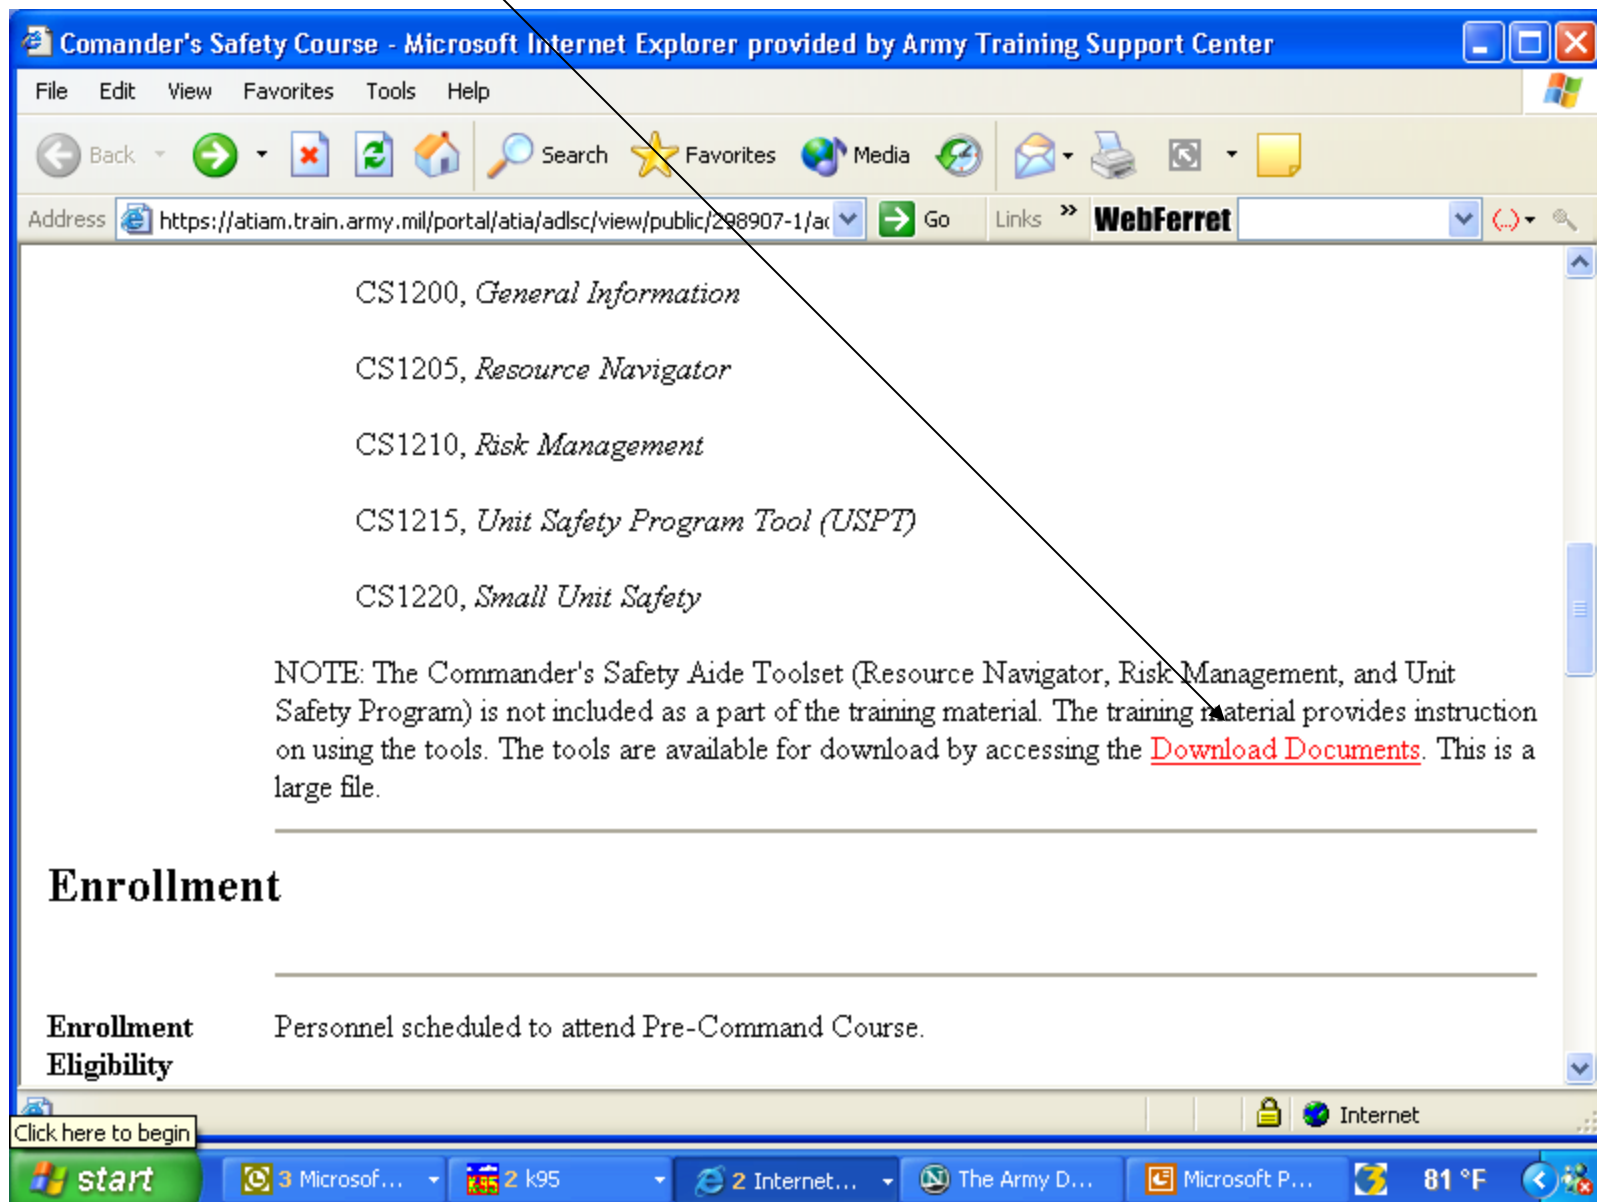 Comander's Safety Course - Microsoft Internet Explorer provided by Army Training Support Center
File Edit View Favorites Tools Help
Back Search Favorites Media
Address https://atiam.train.army.mil/portal/atia/adlsc/view/public/298907-1/ac Go Links » WebFerret
CS1200, General Information
CS1205, Resource Navigator
CS1210, Risk Management
CS1215, Unit Safety Program Tool (USPT)
CS1220, Small Unit Safety
NOTE: The Commander's Safety Aide Toolset (Resource Navigator, Risk Management, and Unit
Safety Program) is not included as a part of the training material. The training material provides instruction
on using the tools. The tools are available for download by accessing the Download Documents. This is a
large file.
Enrollment
Enrollment Personnel scheduled to attend Pre-Command Course.
Eligibility
Internet
Click here to begin
start 3 Microsof... 2 k95 2 Internet... The Army D... Microsoft P... 81 °F